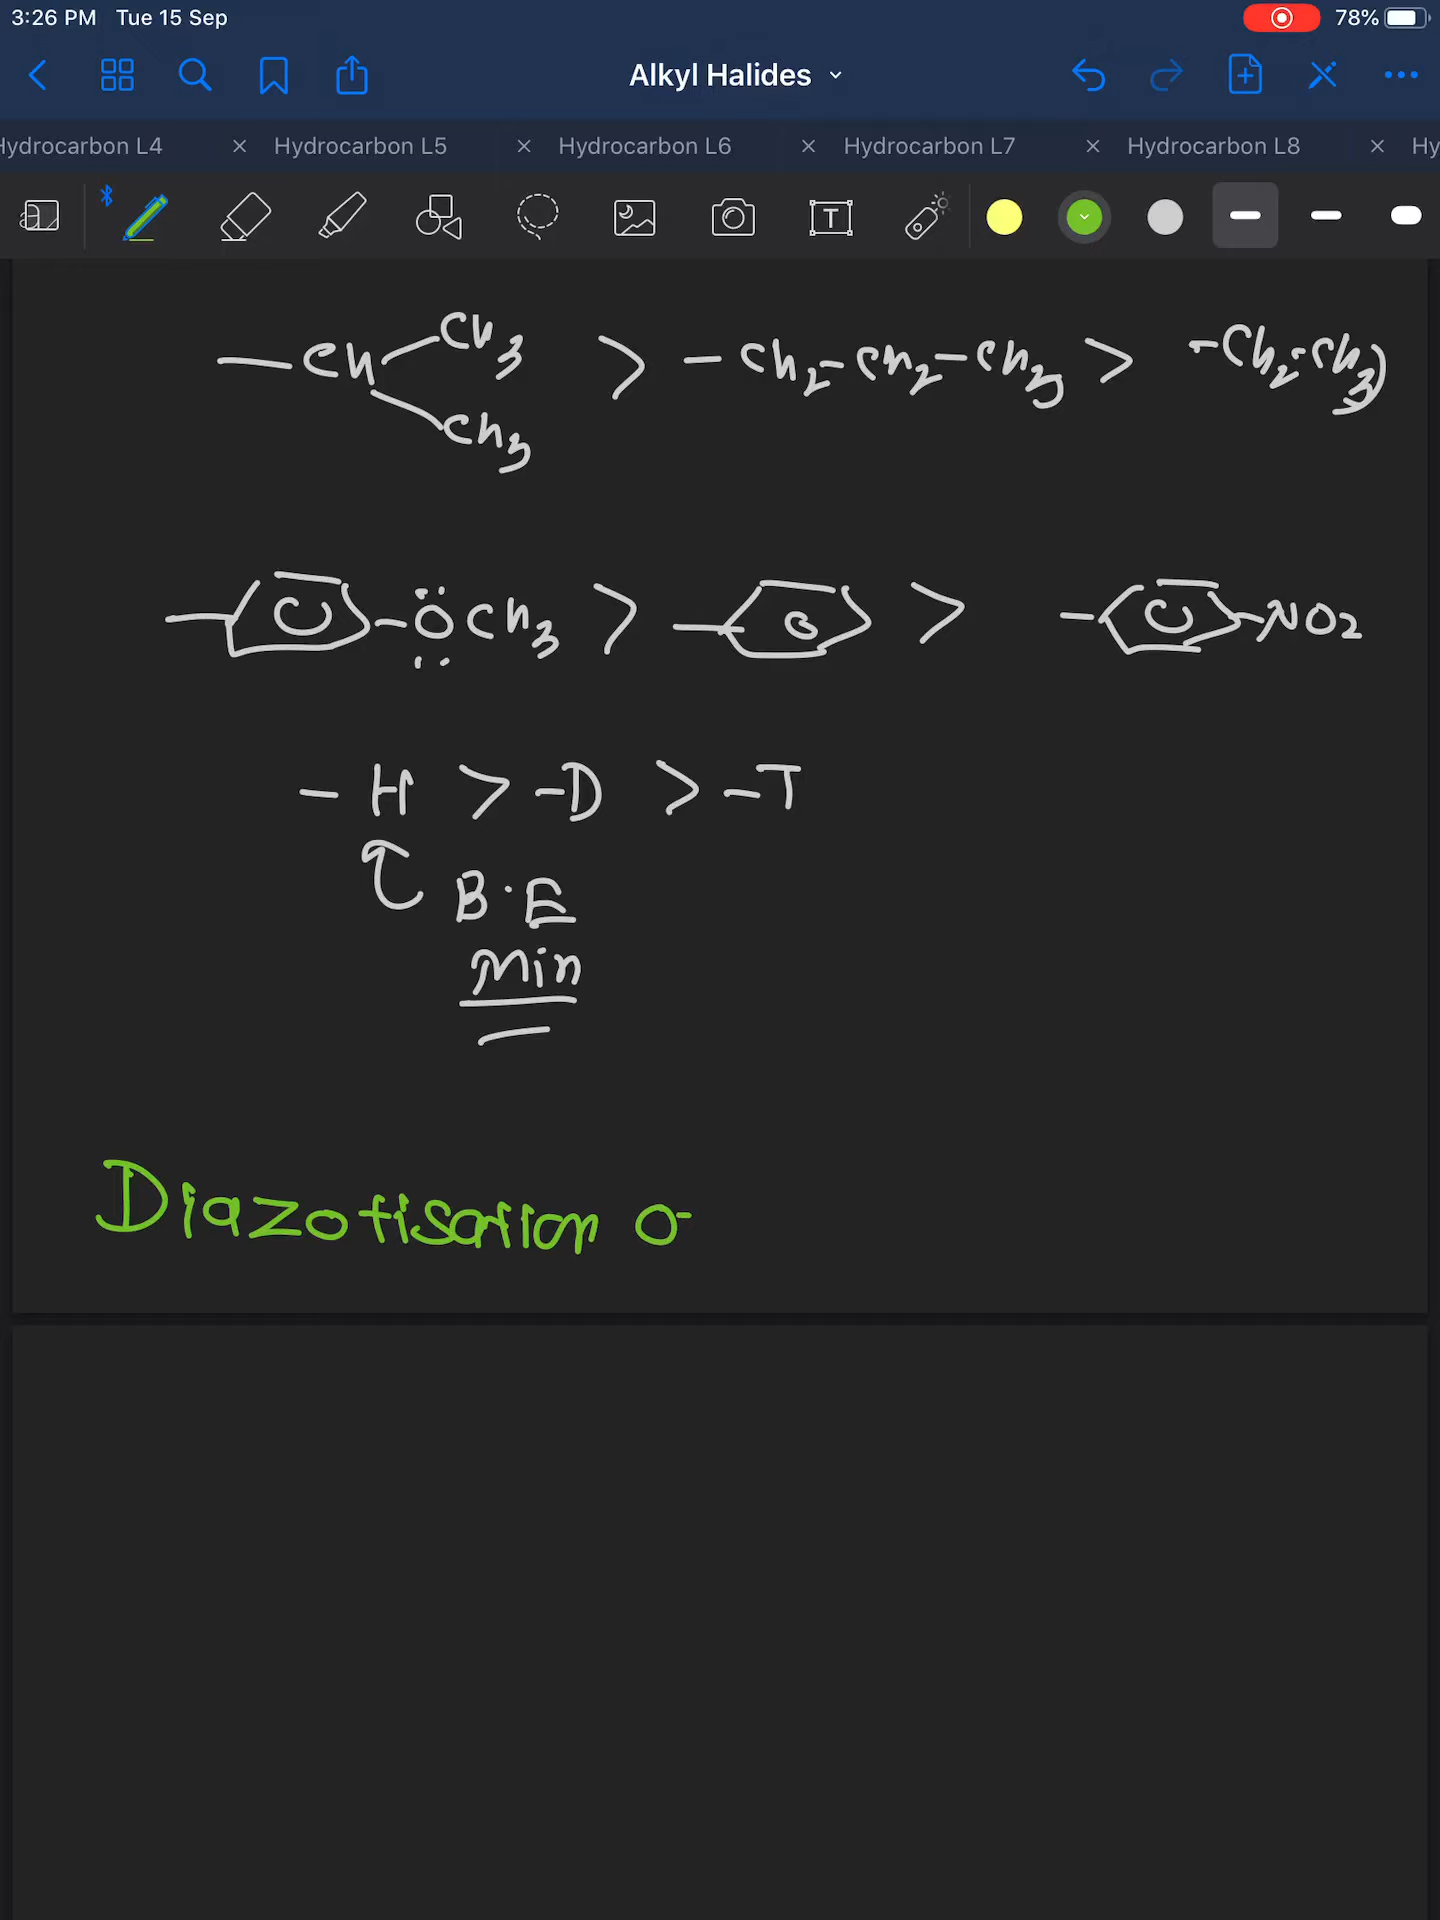 3:26 PM Tue 15 Sep 78%
Alkyl Halides
Hydrocarbon L4 × Hydrocarbon L5 × Hydrocarbon L6 × Hydrocarbon L7 × Hydrocarbon L8 × Hy
T
-CH CH3 CH3 > -CH2-CH2-CH3 > -CH2-CH3)
-OCH3 > - > -NO2
-H > -D > -T
B.E
Min
Diazotisation o